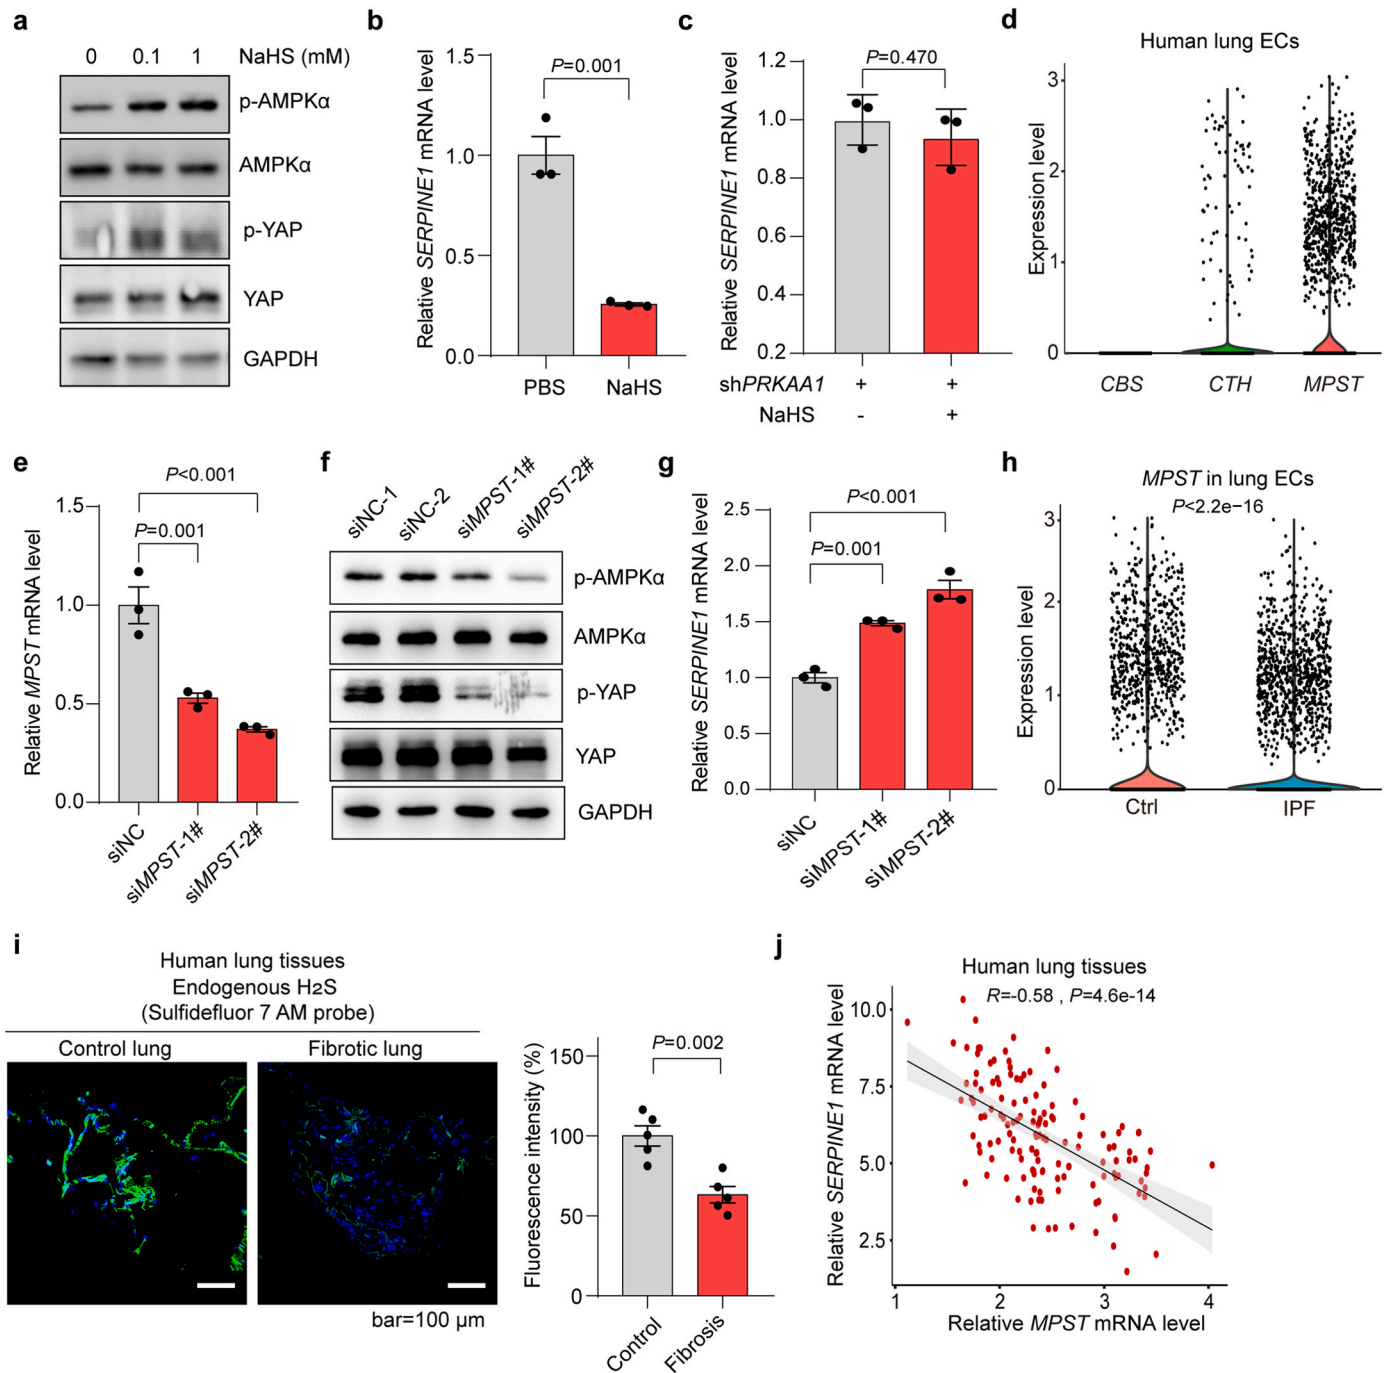 a
0 0.1 1 NaHS (mM)
p-AMPKα
AMPKα
p-YAP
YAP
GAPDH
b
Relative SERPINE1 mRNA level
1.5
1.0
0.5
0.0
P=0.001
PBS NaHS
c
Relative SERPINE1 mRNA level
1.2
1.0
0.8
0.6
0.4
0.2
P=0.470
shPRKAA1 + +
NaHS - +
d
Human lung ECs
Expression level
3
2
1
0
CBS CTH MPST
e
Relative MPST mRNA level
1.5
1.0
0.5
0.0
P<0.001
P=0.001
siNC
siMPST-1#
siMPST-2#
f
siNC-1
siNC-2
siMPST-1#
siMPST-2#
p-AMPKα
AMPKα
p-YAP
YAP
GAPDH
g
Relative SERPINE1 mRNA level
2.5
2.0
1.5
1.0
0.5
0.0
P<0.001
P=0.001
siNC
siMPST-1#
siMPST-2#
h
MPST in lung ECs
P<2.2e−16
Expression level
3
2
1
0
Ctrl IPF
i
Human lung tissues
Endogenous H2S
(Sulfidefluor 7 AM probe)
Control lung Fibrotic lung
bar=100 μm
Fluorescence intensity (%)
150
100
50
0
P=0.002
Control
Fibrosis
j
Human lung tissues
R=-0.58 , P=4.6e-14
Relative SERPINE1 mRNA level
10.0
7.5
5.0
2.5
1 2 3 4
Relative MPST mRNA level